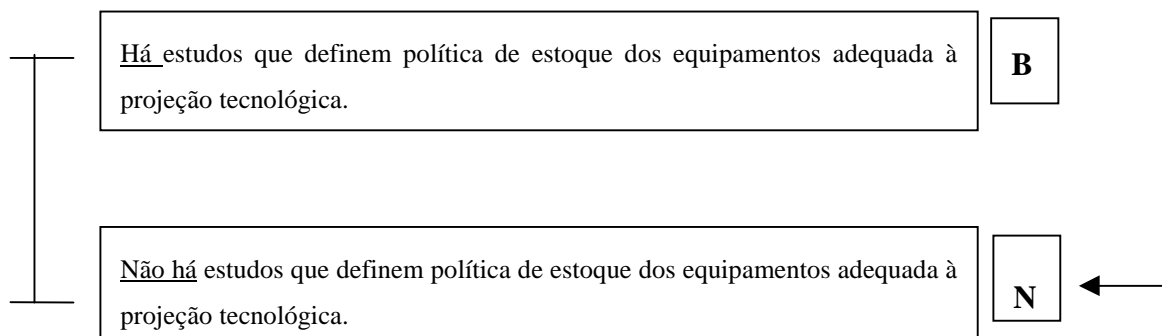 Há estudos que definem política de estoque dos equipamentos adequada à
projeção tecnológica.
B
Não há estudos que definem política de estoque dos equipamentos adequada à
projeção tecnológica.
N